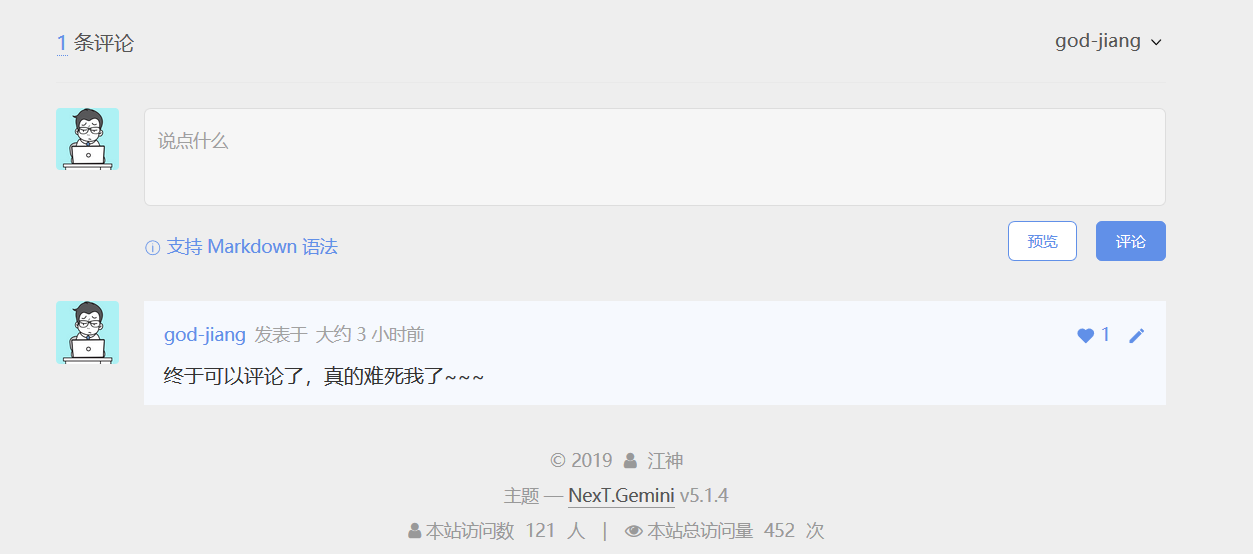 1 条评论
god-jiang
说点什么
支持 Markdown 语法
预览
评论
god-jiang 发表于 大约 3 小时前
1
终于可以评论了，真的难死我了~~~
© 2019 江神
主题 — NexT.Gemini v5.1.4
本站访问数 121 人 | 本站总访问量 452 次